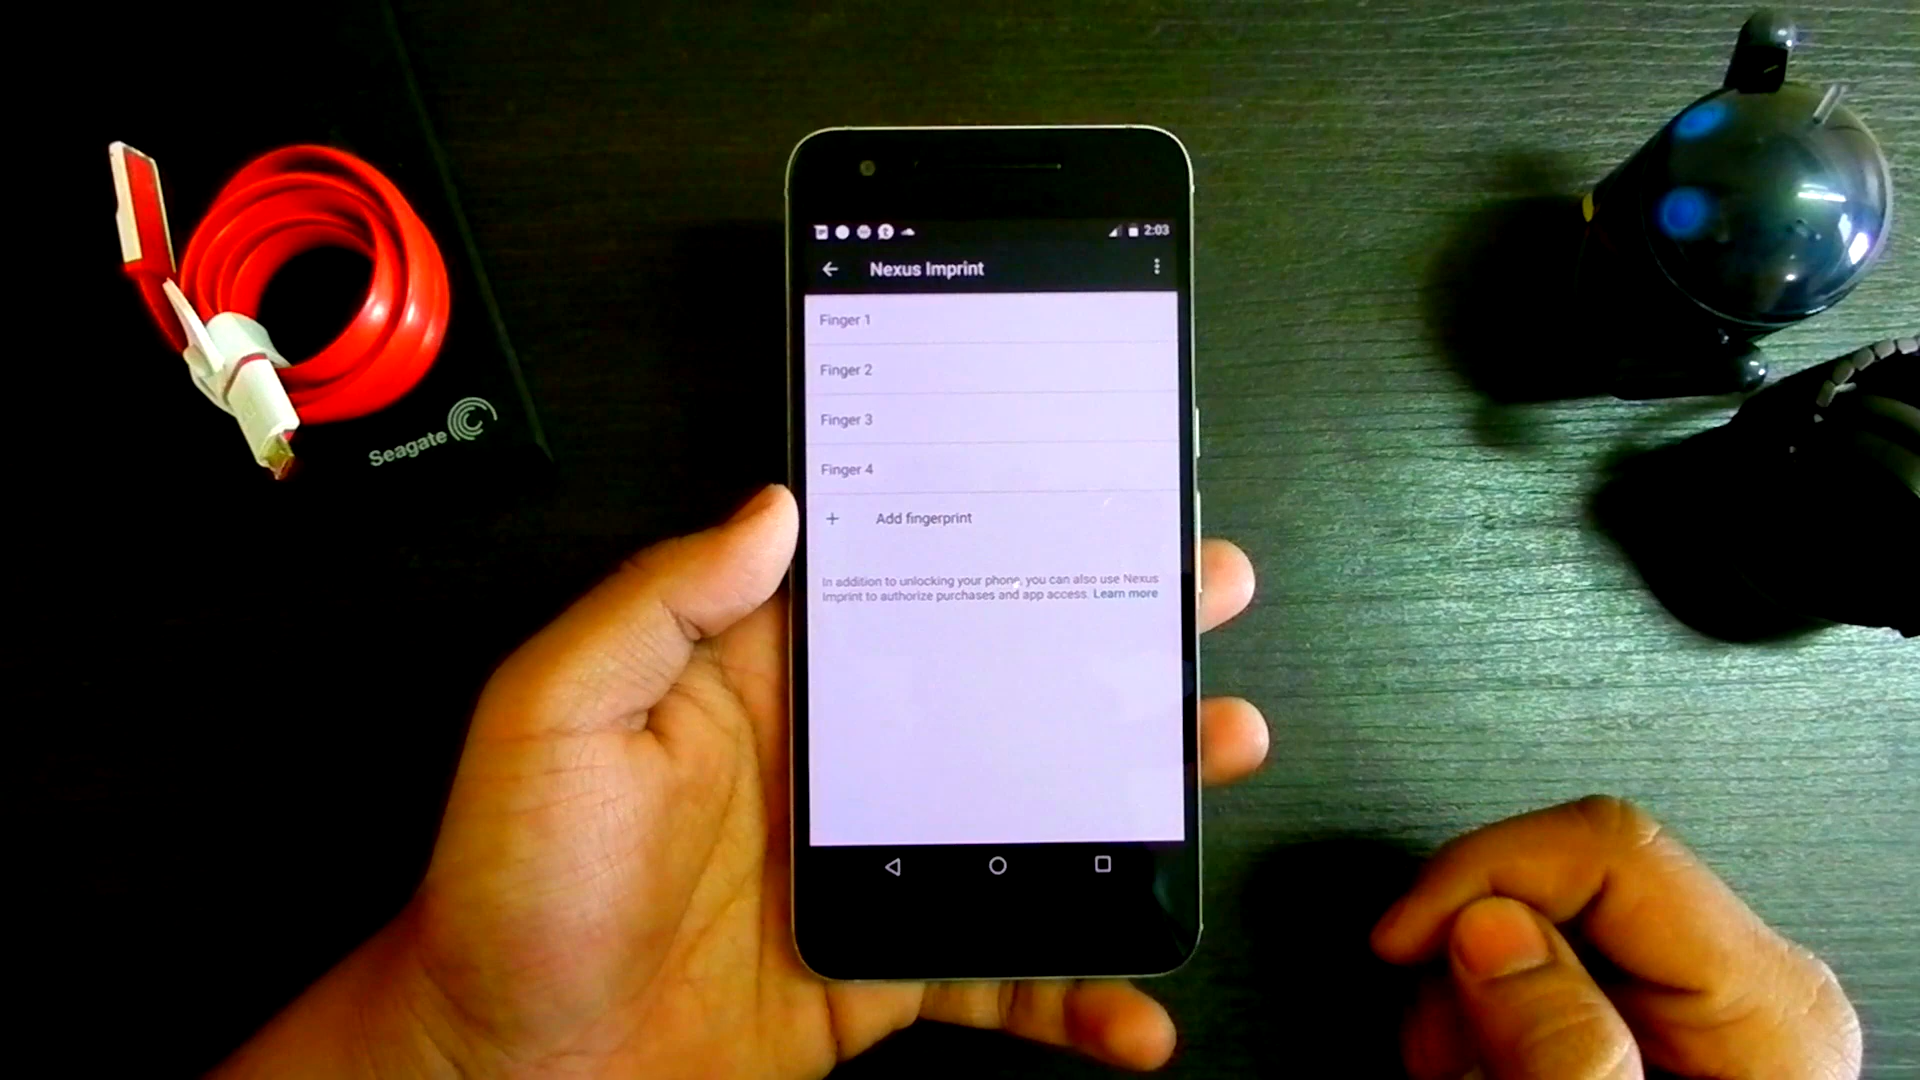 2:03
Nexus Imprint
Finger 1
Finger 2
Finger 3
Finger 4
+ Add fingerprint
In addition to unlocking your phone, you can also use Nexus
Imprint to authorize purchases and app access. Learn more
Seagate